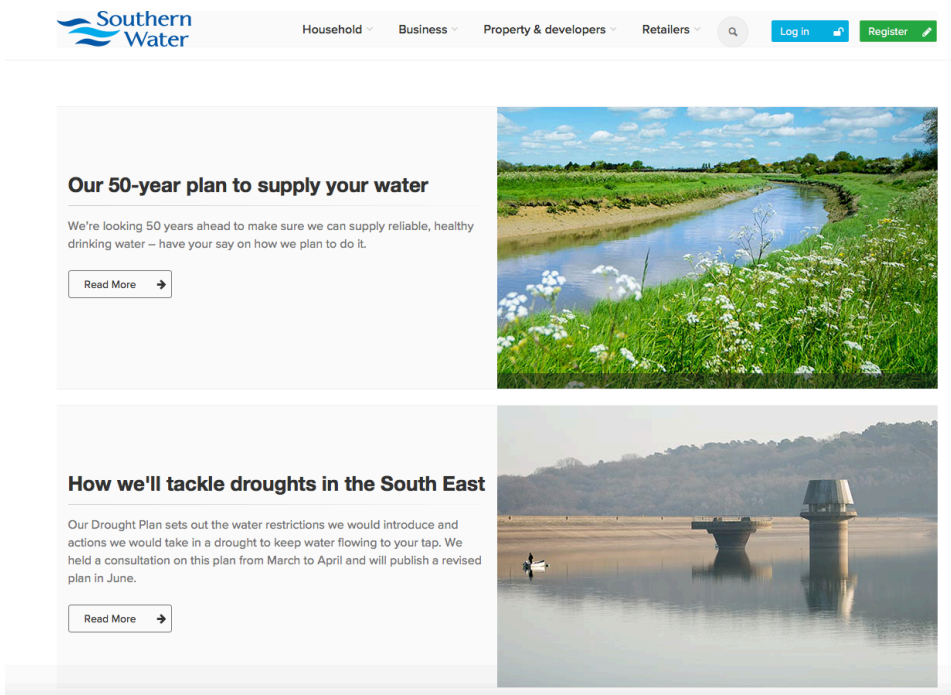 Southern
Water
Household
Business
Property & developers
Retailers
Log in
Register
Our 50-year plan to supply your water
We're looking 50 years ahead to make sure we can supply reliable, healthy
drinking water – have your say on how we plan to do it.
Read More
How we'll tackle droughts in the South East
Our Drought Plan sets out the water restrictions we would introduce and
actions we would take in a drought to keep water flowing to your tap. We
held a consultation on this plan from March to April and will publish a revised
plan in June.
Read More